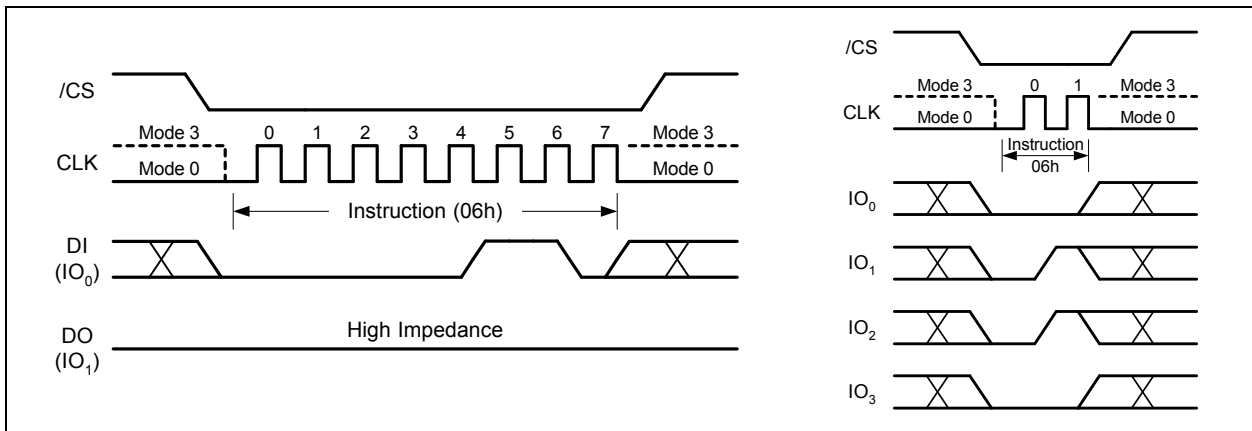 /CS
Mode 3 0 1 2 3 4 5 6 7 Mode 3
CLK
Mode 0 Mode 0
Instruction (06h)
DI
(IO0)
High Impedance
DO
(IO1)
/CS
Mode 3 0 1 Mode 3
CLK
Mode 0 Mode 0
Instruction
06h
IO0
IO1
IO2
IO3